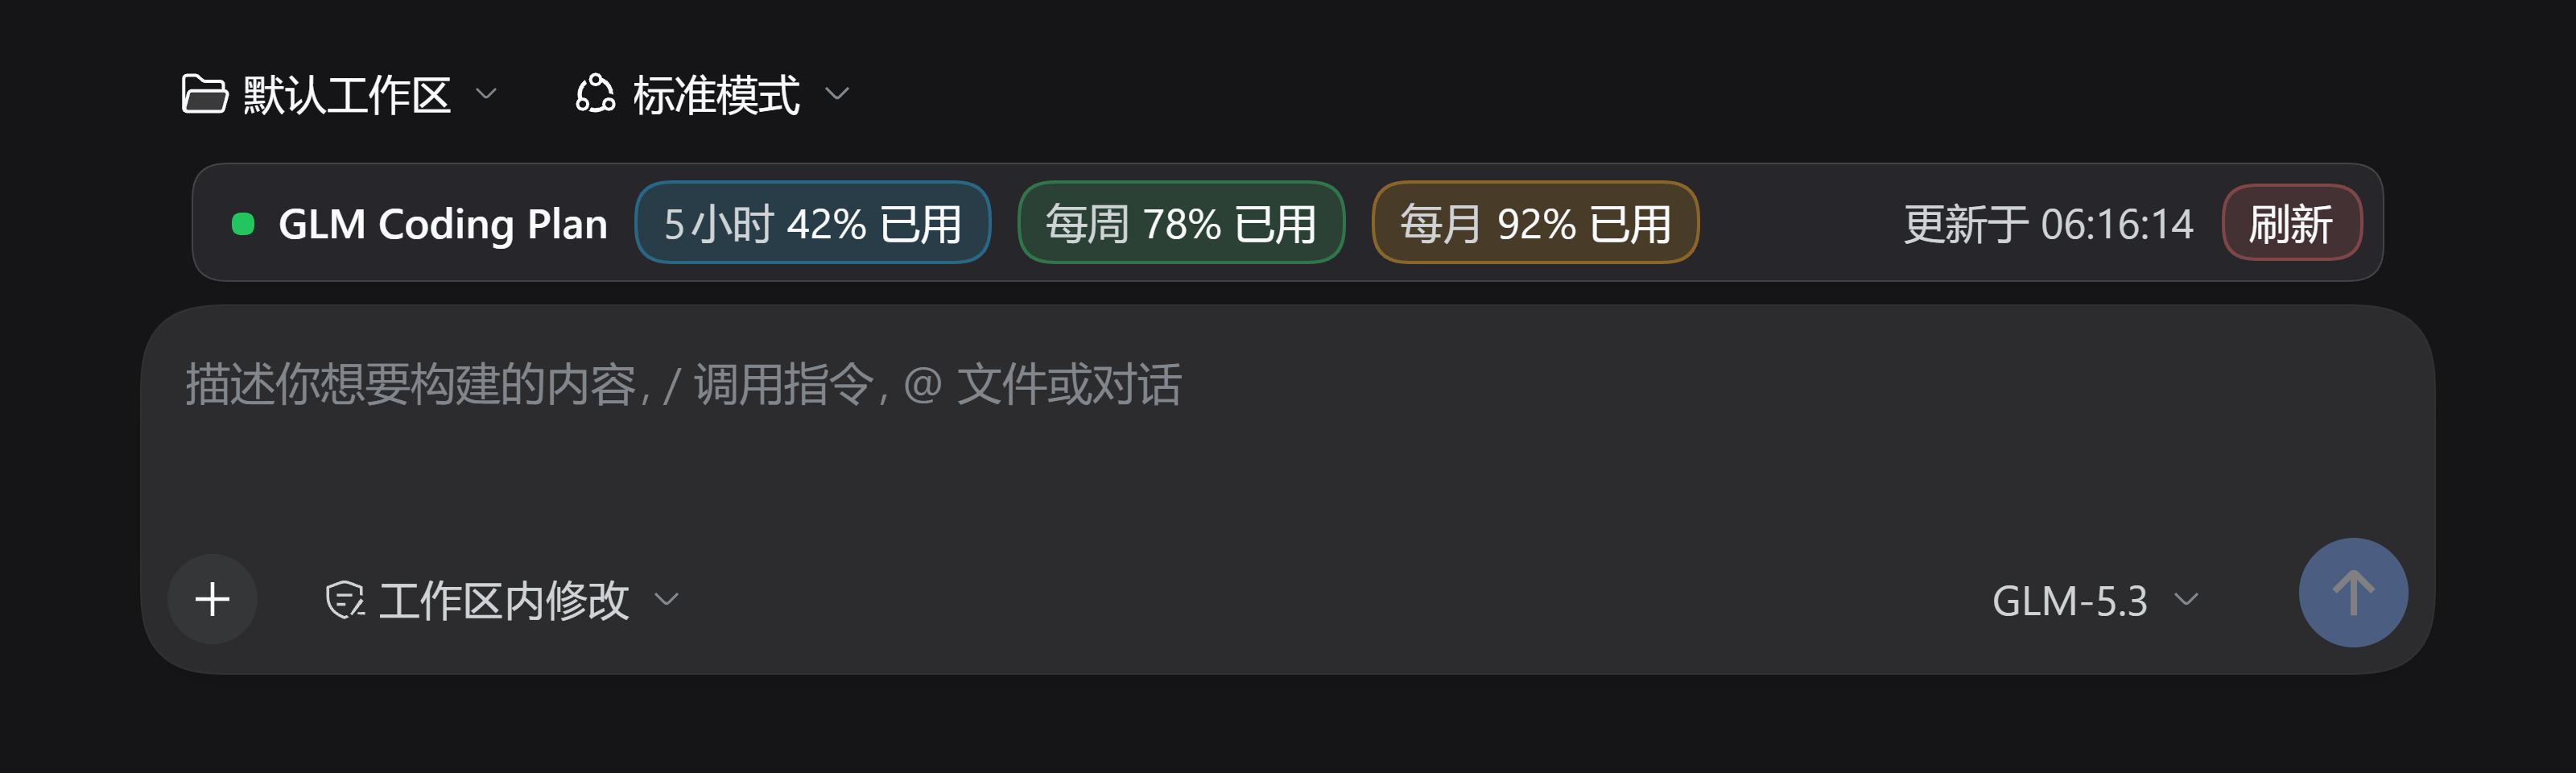 默认工作区 标准模式
GLM Coding Plan 5小时 42% 已用 每周 78% 已用 每月 92% 已用 更新于 06:16:14 刷新
描述你想要构建的内容, / 调用指令, @ 文件或对话
工作区内修改 GLM-5.3